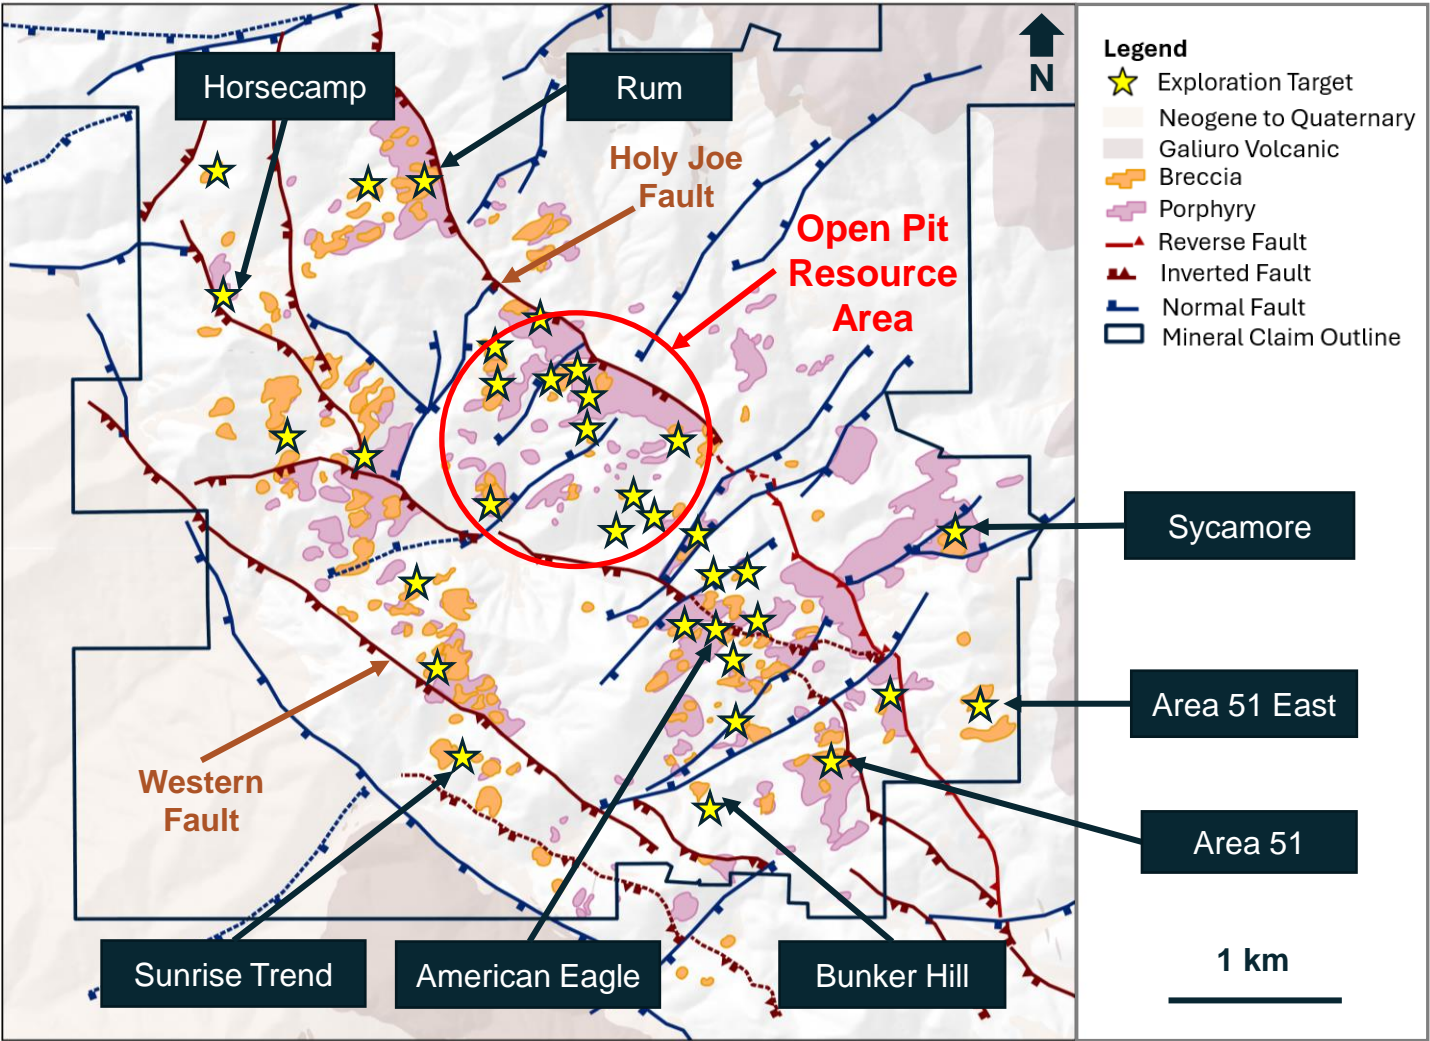 Horsecamp
Rum
Holy Joe
Fault
Open Pit
Resource
Area
N
Legend
Exploration Target
Neogene to Quaternary
Galiuro Volcanic
Breccia
Porphyry
Reverse Fault
Inverted Fault
Normal Fault
Mineral Claim Outline
Sycamore
Area 51 East
Western
Fault
Area 51
Sunrise Trend
American Eagle
Bunker Hill
1 km